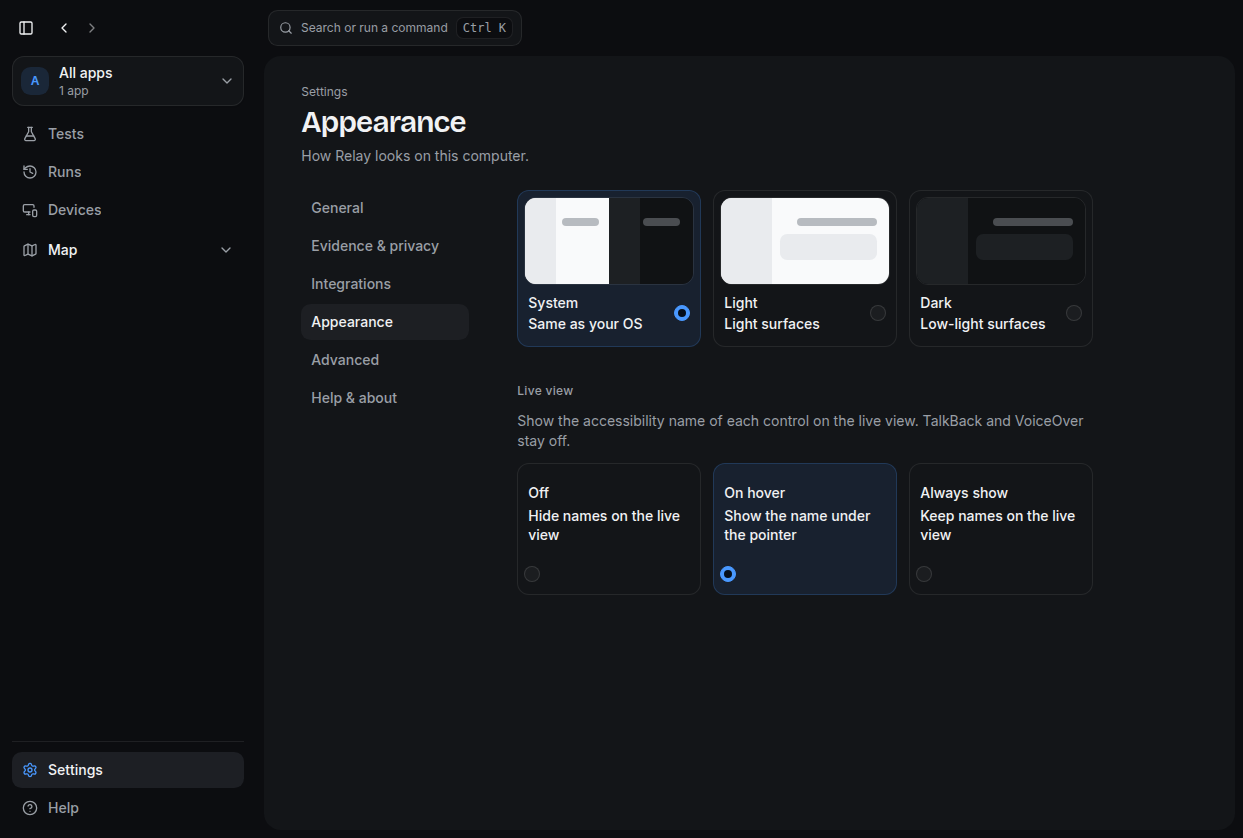 Search or run a command Ctrl K
A
All apps
1 app
Tests
Runs
Devices
Map
Settings
Help
Settings
Appearance
How Relay looks on this computer.
General
Evidence & privacy
Integrations
Appearance
Advanced
Help & about
System
Same as your OS
Light
Light surfaces
Dark
Low-light surfaces
Live view
Show the accessibility name of each control on the live view. TalkBack and VoiceOver
stay off.
Off
Hide names on the live
view
On hover
Show the name under
the pointer
Always show
Keep names on the live
view